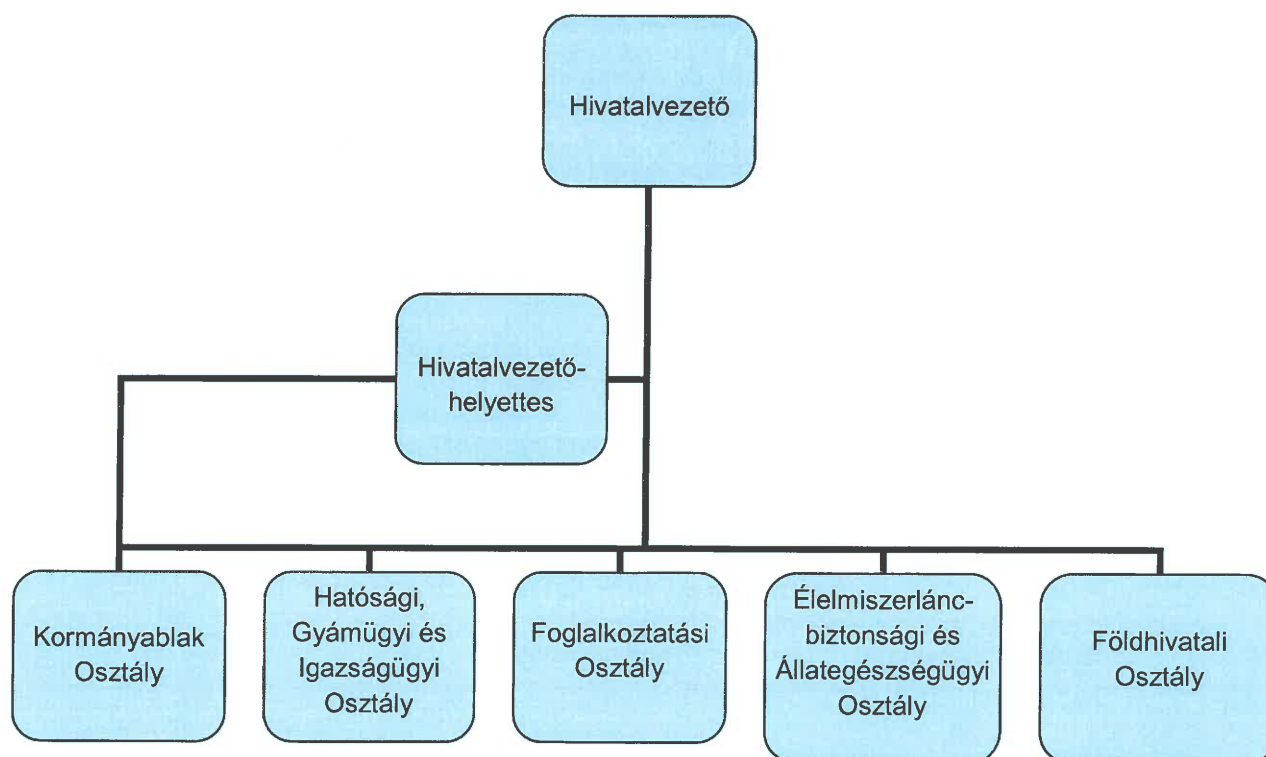 Hivatalvezető
Hivatalvezető-
helyettes
Kormányablak
Osztály
Hatósági,
Gyámügyi és
Igazságügyi
Osztály
Foglalkoztatási
Osztály
Élelmiszerlánc-
biztonsági és
Állategészségügyi
Osztály
Földhivatali
Osztály